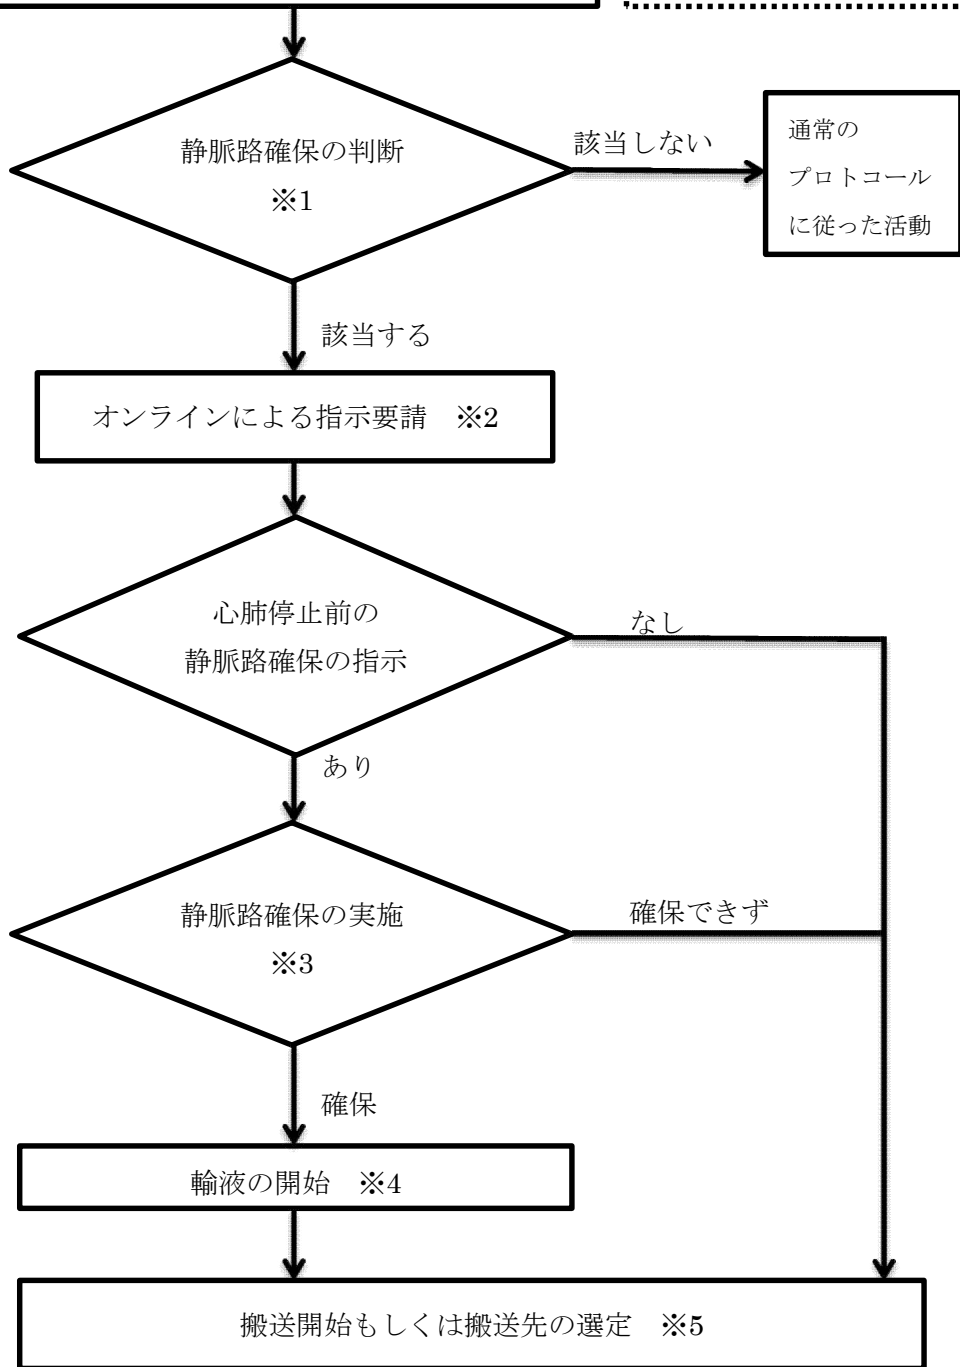 静脈路確保の判断
※1
該当しない
通常の
プロトコール
に従った活動
該当する
オンラインによる指示要請　※2
心肺停止前の
静脈路確保の指示
なし
あり
静脈路確保の実施
※3
確保できず
確保
輸液の開始　※4
搬送開始もしくは搬送先の選定　※5